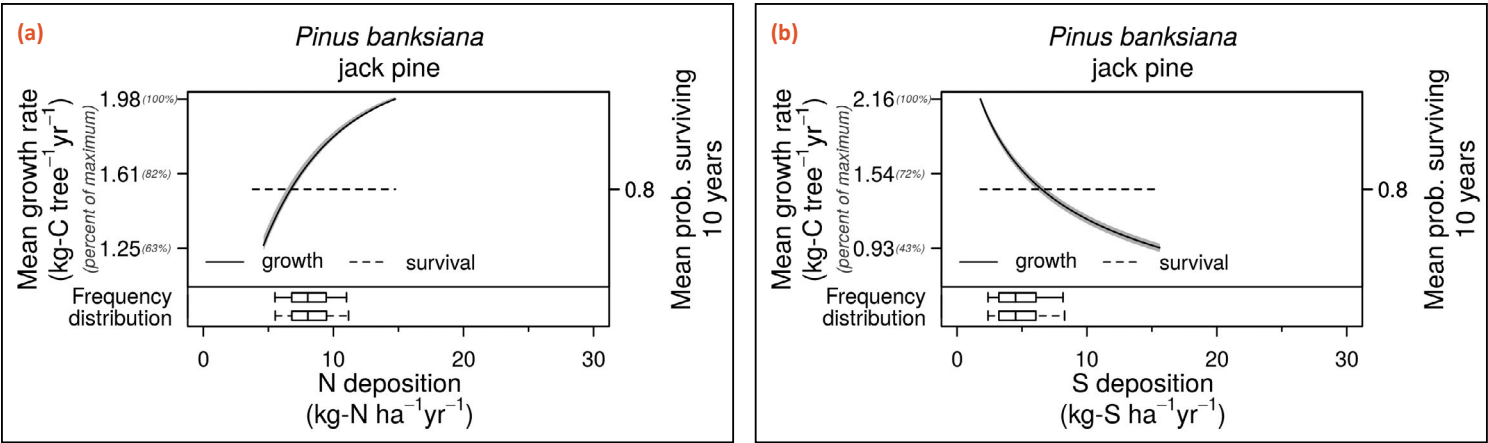 (a)
Pinus banksiana
jack pine
Mean growth rate
(kg-C tree⁻¹yr⁻¹)
(percent of maximum)
1.98 (100%)
1.61 (82%)
1.25 (63%)
growth
survival
0.8
Mean prob. surviving
10 years
Frequency
distribution
0 10 20 30
N deposition
(kg-N ha⁻¹yr⁻¹)
(b)
Pinus banksiana
jack pine
Mean growth rate
(kg-C tree⁻¹yr⁻¹)
(percent of maximum)
2.16 (100%)
1.54 (72%)
0.93 (43%)
growth
survival
0.8
Mean prob. surviving
10 years
Frequency
distribution
0 10 20 30
S deposition
(kg-S ha⁻¹yr⁻¹)